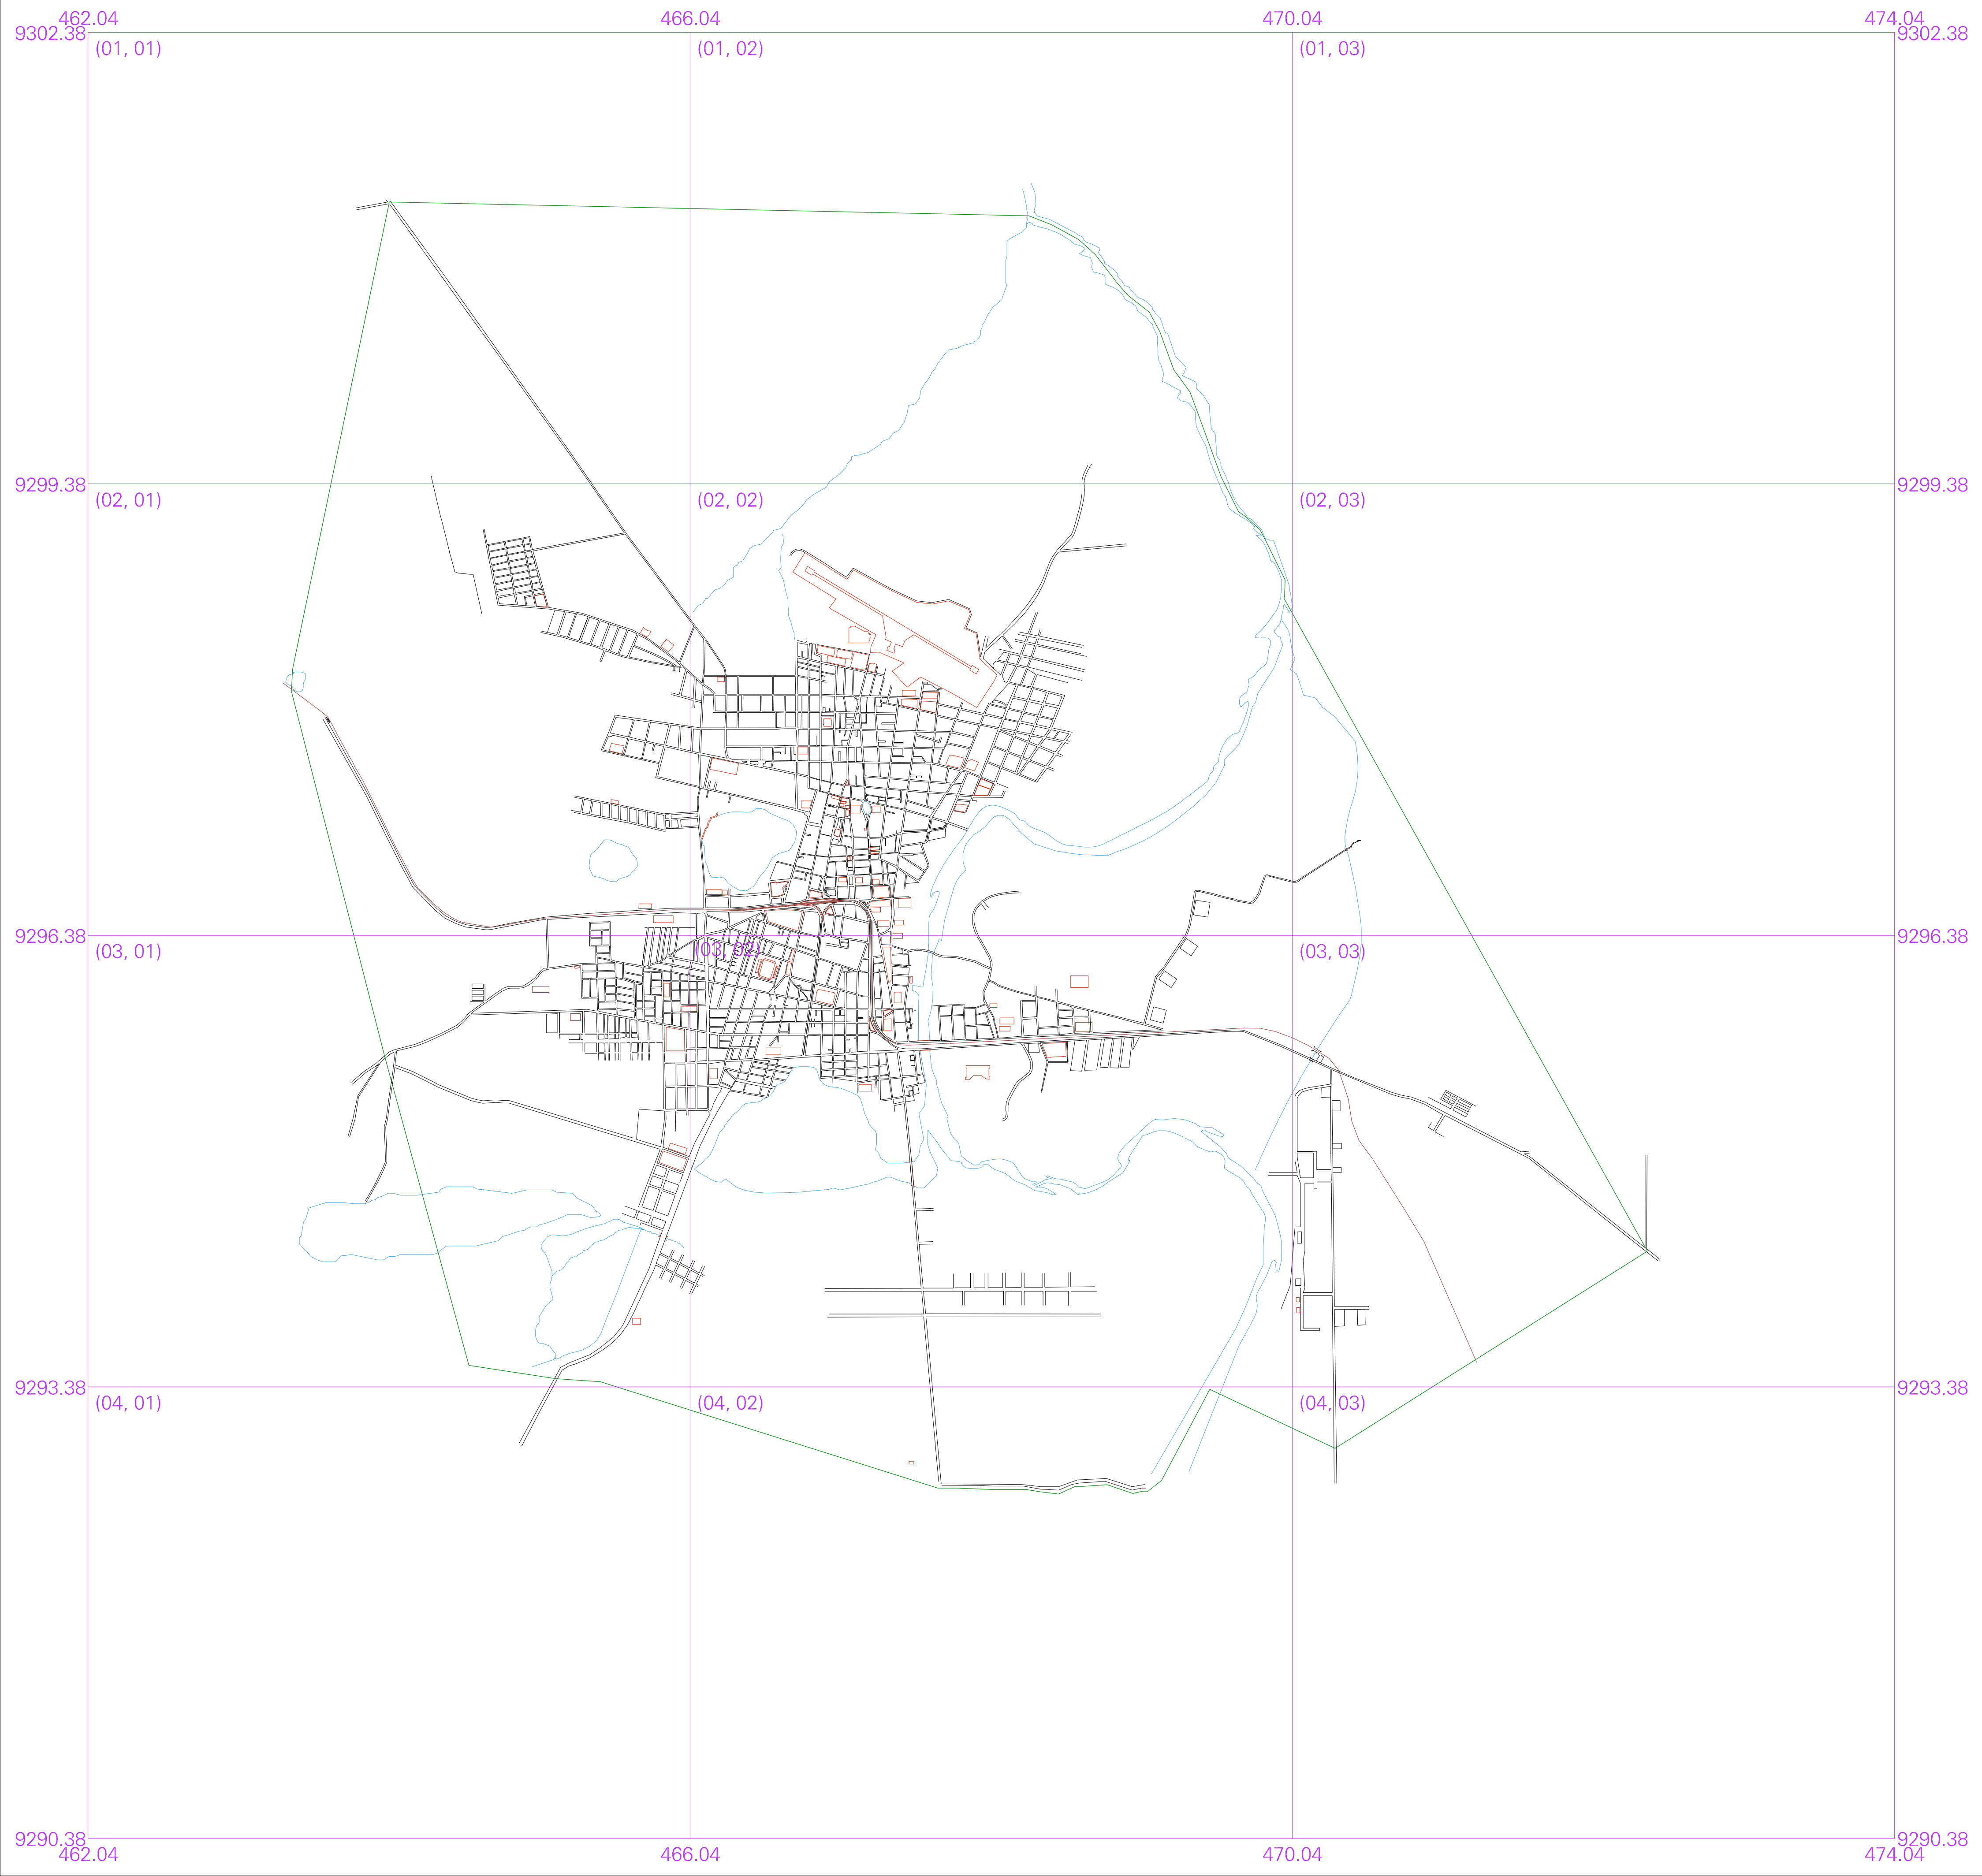 462.04 466.04 470.04 474.04
9302.38 9302.38
(01, 01) (01, 02) (01, 03)
9299.38 9299.38
(02, 01) (02, 02) (02, 03)
9296.38 9296.38
(03, 01) (03, 02) (03, 03)
9293.38 9293.38
(04, 01) (04, 02) (04, 03)
9290.38 9290.38
462.04 466.04 470.04 474.04